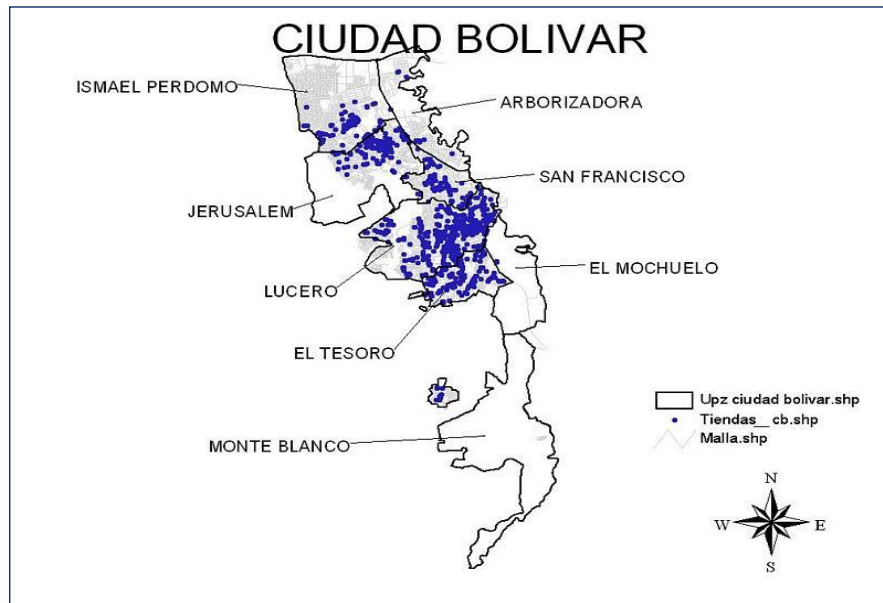 CIUDAD BOLIVAR
ISMAEL PERDOMO
ARBORIZADORA
SAN FRANCISCO
JERUSALEM
EL MOCHUELO
LUCERO
EL TESORO
MONTE BLANCO
Upz ciudad bolivar.shp
Tiendas__ cb.shp
Malla.shp
N
W E
S